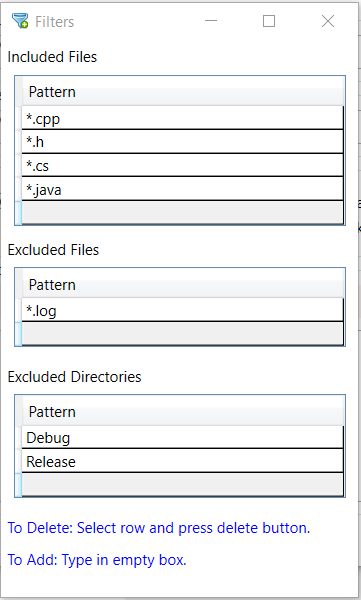 Filters
Included Files
Pattern
*.cpp
*.h
*.cs
*.java
Excluded Files
Pattern
*.log
Excluded Directories
Pattern
Debug
Release
To Delete: Select row and press delete button.
To Add: Type in empty box.